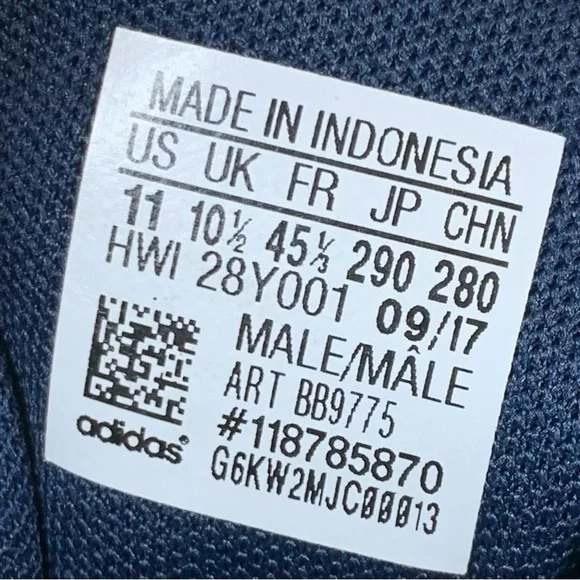 MADE IN INDONESIA
US UK FR JP CHN
11 10½ 45⅓ 290 280
HWI 28Y001 09/17
MALE/MÂLE
ART BB9775
#118785870
G6KW2MJC00013
adidas®